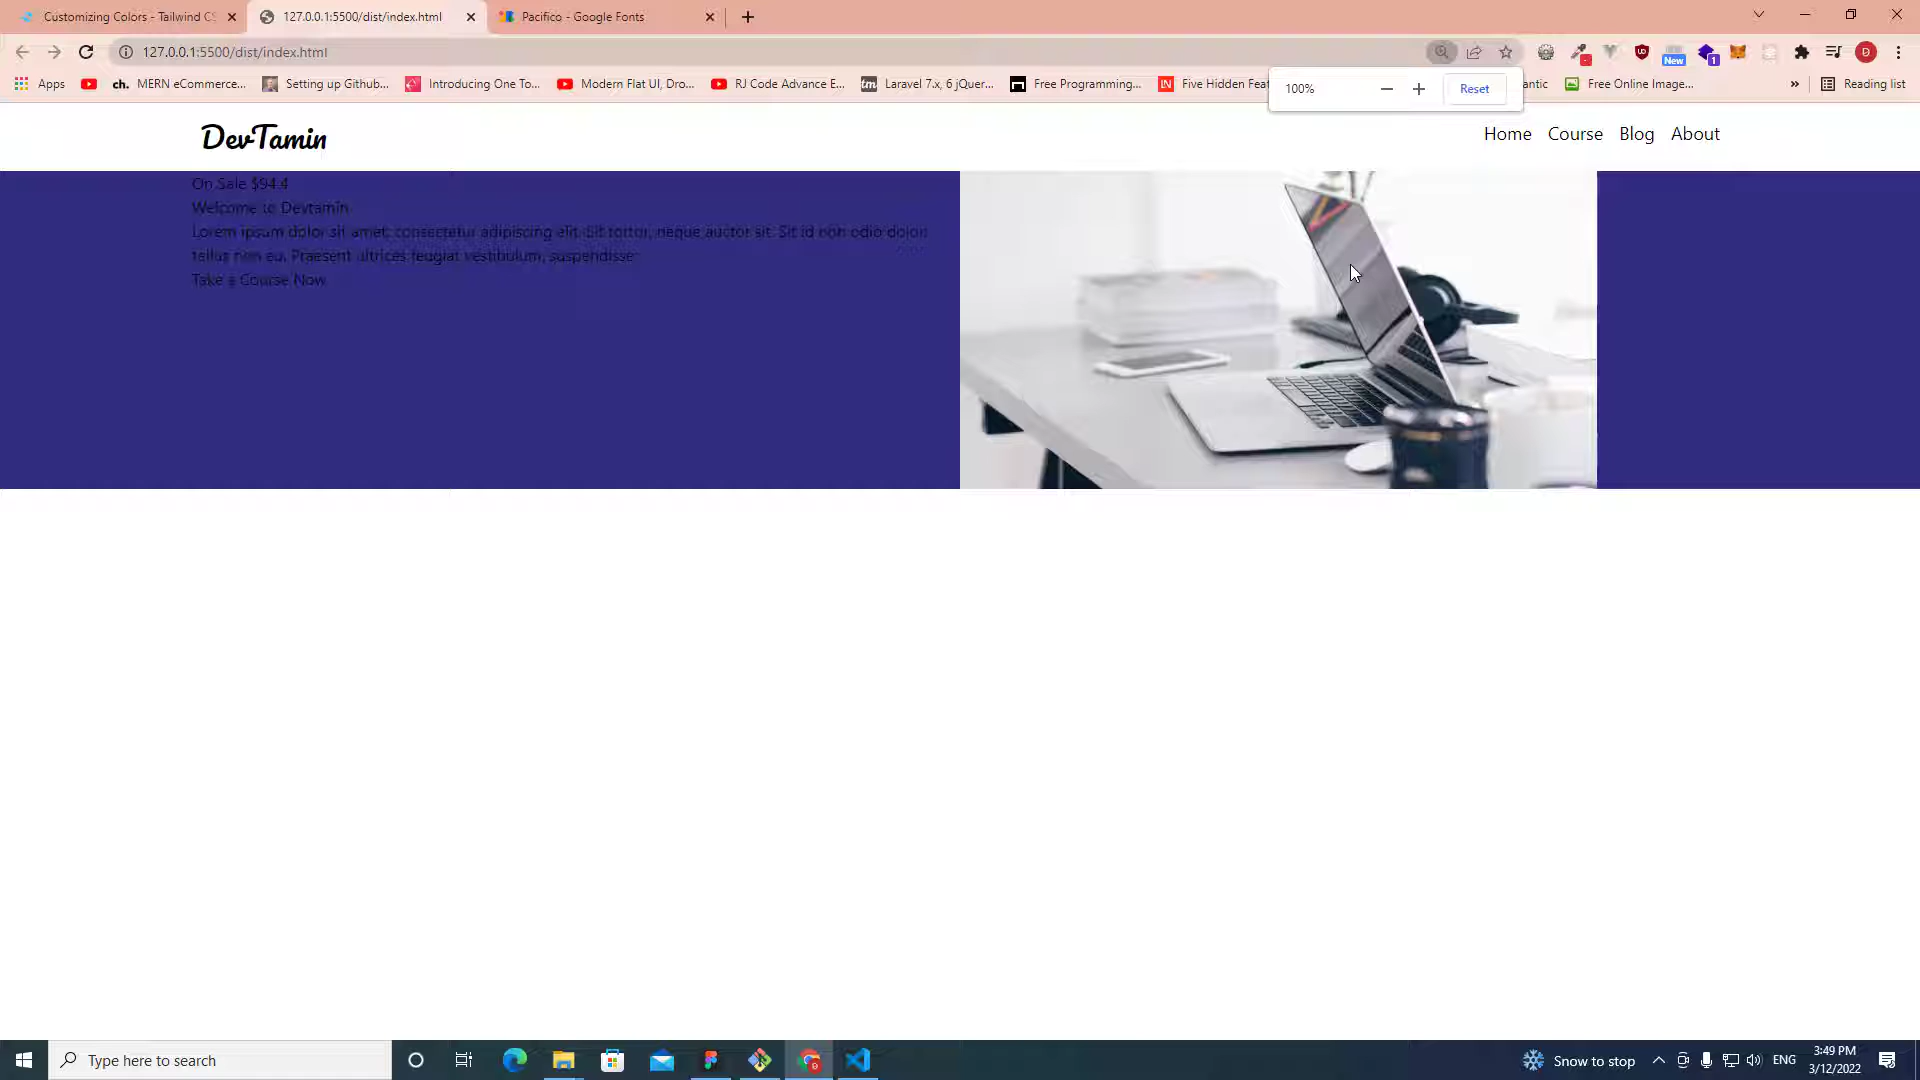 Customizing Colors - Tailwind CS
127.0.0.1:5500/dist/index.html
Pacifico - Google Fonts
127.0.0.1:5500/dist/index.html
New
1
D
Apps
ch. MERN eCommerce...
Setting up Github...
Introducing One To...
Modern Flat UI, Dro...
RJ Code Advance E...
tm Laravel 7.x, 6 jQuer...
Free Programming...
LN Five Hidden Feat
antic
Free Online Image...
»
Reading list
100%
Reset
DevTamin
Home Course Blog About
On Sale $94.4
Welcome to Devtamin
Lorem ipsum dolor sit amet, consectetur adipiscing elit. Sit tortor, neque auctor sit. Sit id non odio dolor
tellus non eu. Praesent ultrices feugiat vestibulum, suspendisse
Take a Course Now
Type here to search
Snow to stop
ENG
3:49 PM
3/12/2022